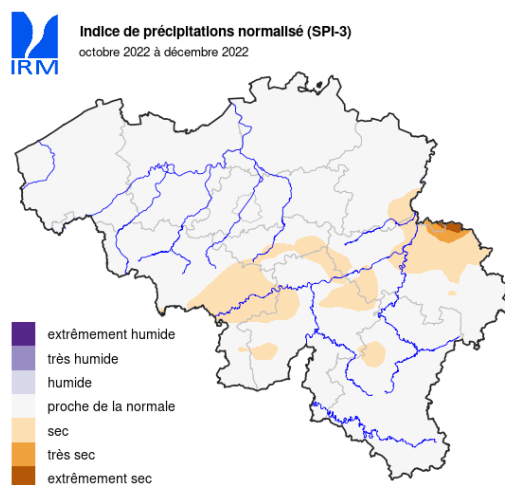 Indice de précipitations normalisé (SPI-3)
octobre 2022 à décembre 2022
IRM
extrêmement humide
très humide
humide
proche de la normale
sec
très sec
extrêmement sec